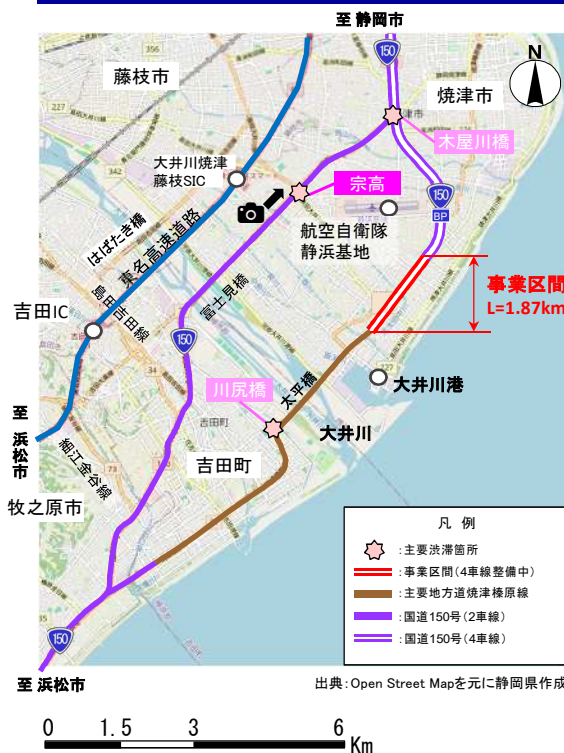 至 静岡市
150
N
藤枝市
焼津市
木屋川橋
大井川焼津
藤枝SIC
宗高
150
BP
航空自衛隊
静浜基地
はばたき橋
東名高速道路
島田吉田線
富士見橋
事業区間
L=1.87km
吉田IC
150
大井川港
太平橋
川尻橋
吉田町
大井川
至 浜松市
細江金谷線
吉田町
牧之原市
凡 例
:主要渋滞箇所
:事業区間(4車線整備中)
:主要地方道焼津榛原線
:国道150号(2車線)
:国道150号(4車線)
150
至 浜松市
出典:Open Street Mapを元に静岡県作成
0 1.5 3 6 Km